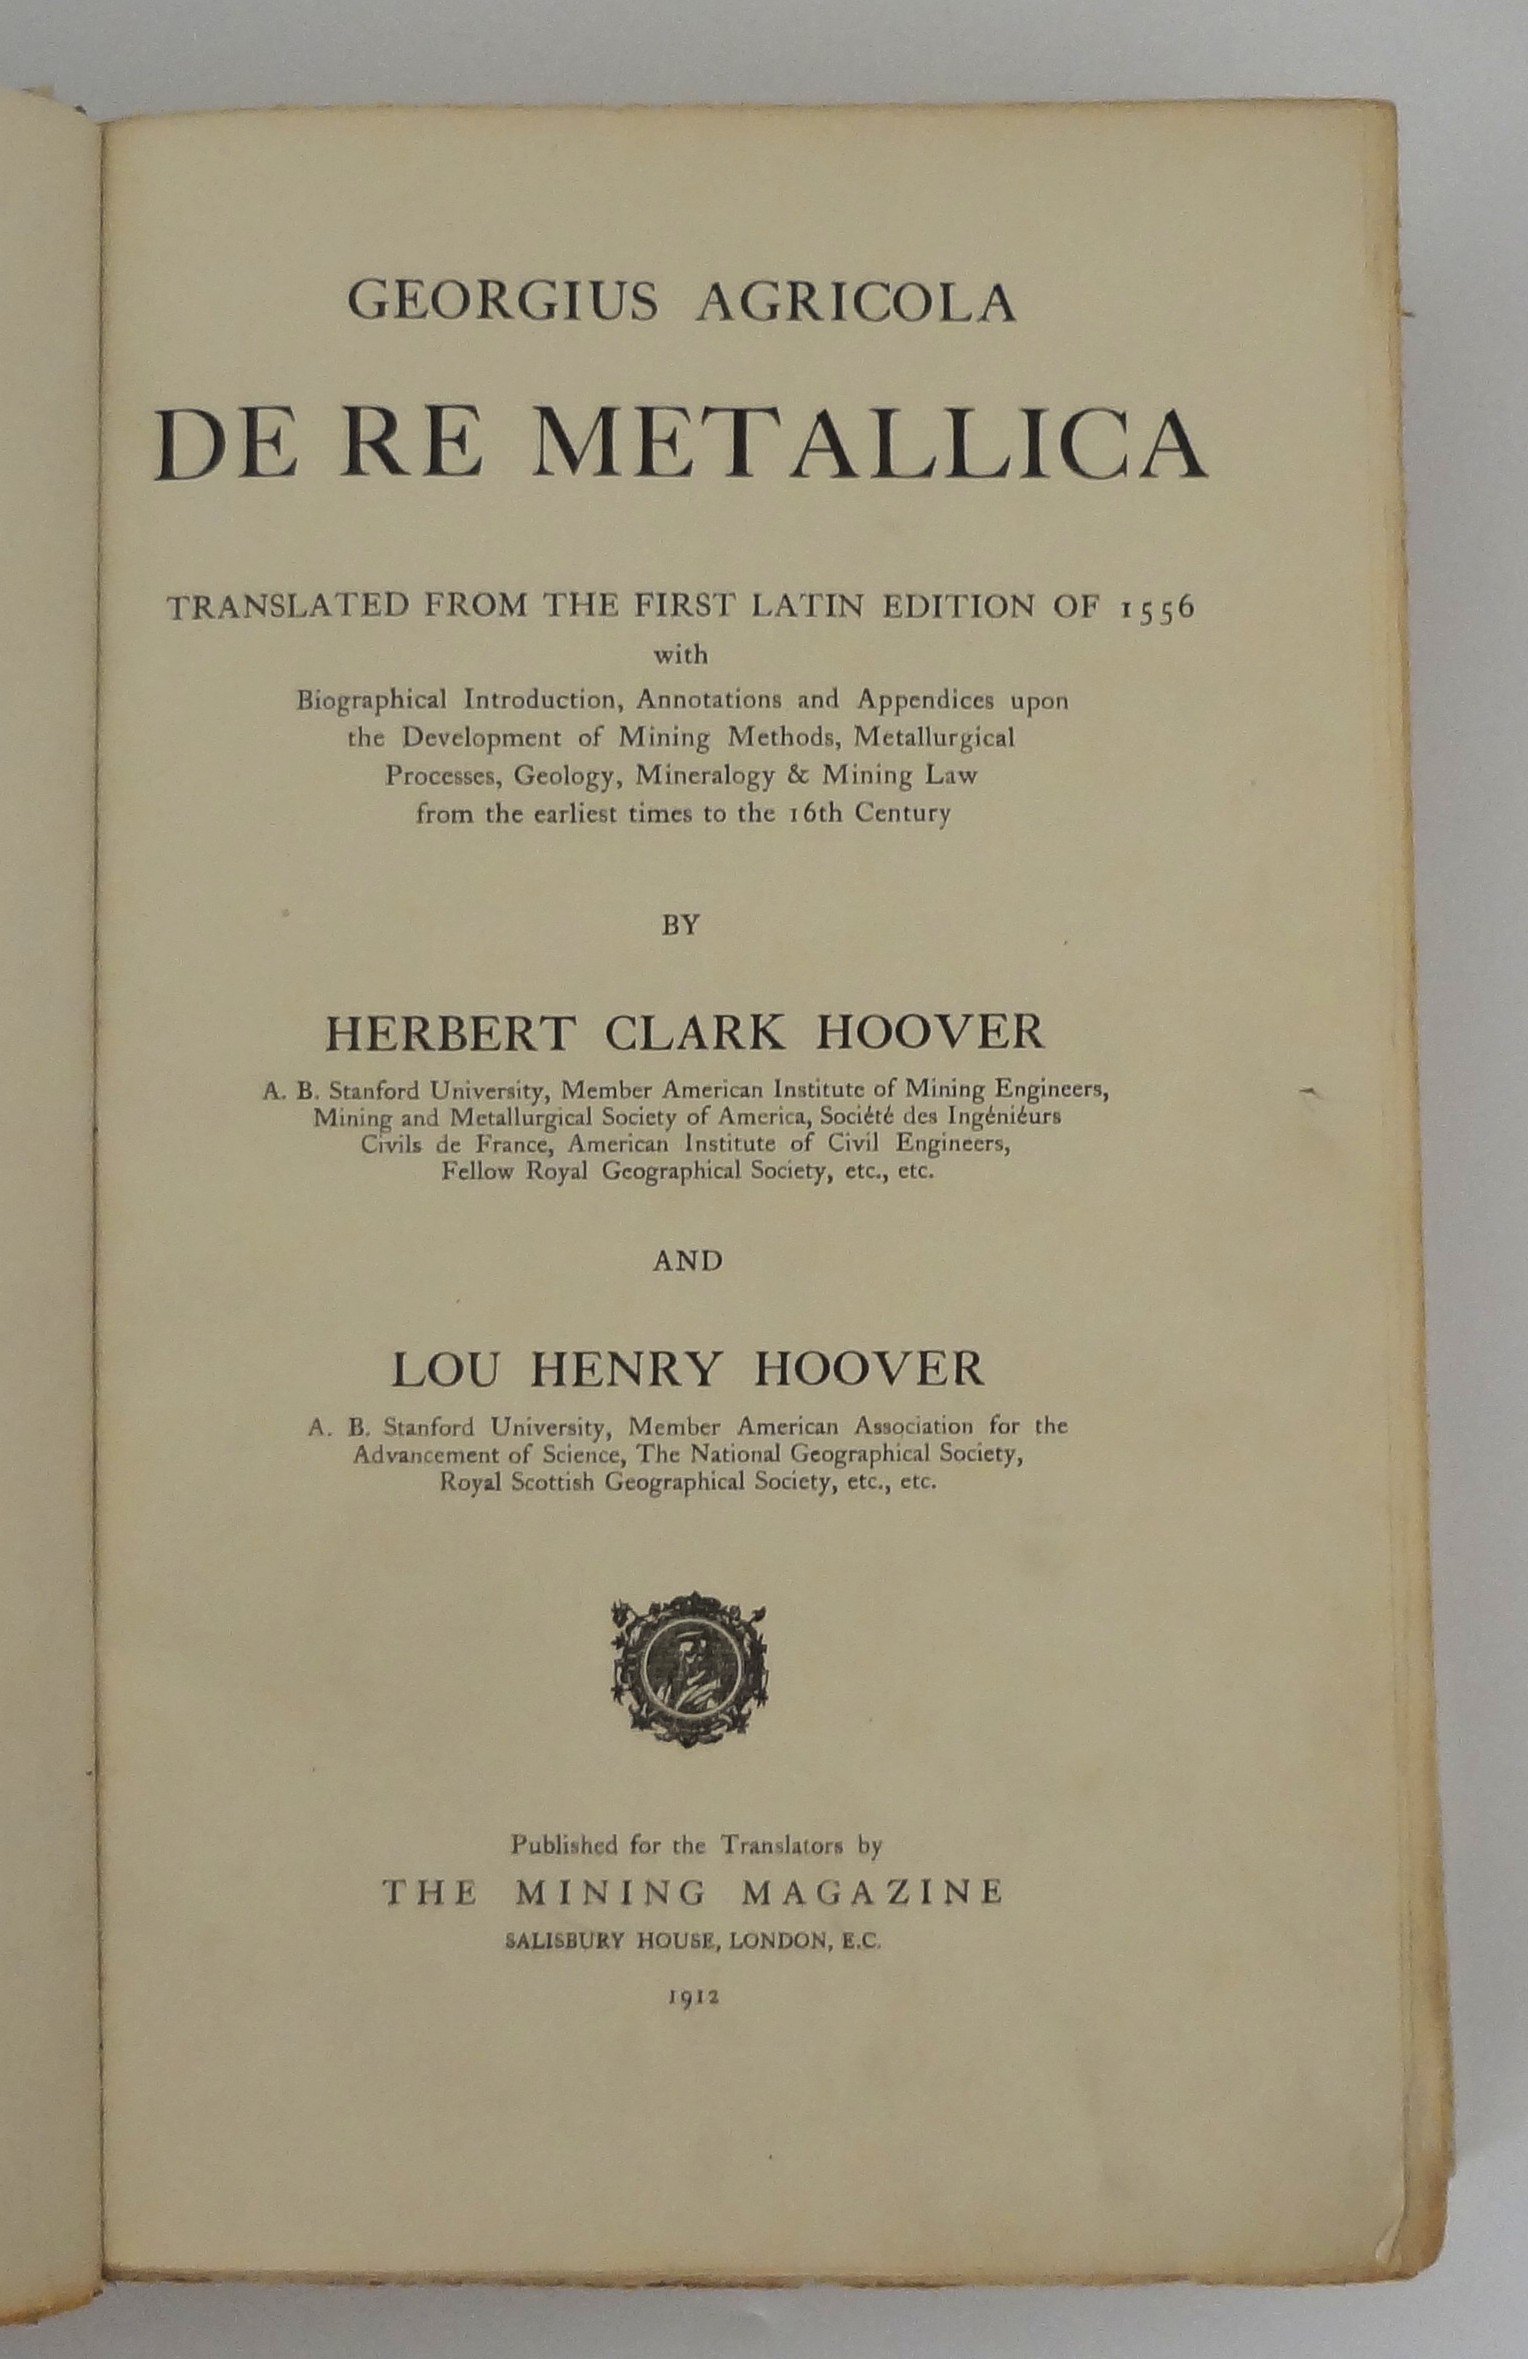 GEORGIUS AGRICOLA
DE RE METALLICA
TRANSLATED FROM THE FIRST LATIN EDITION OF 1556
with
Biographical Introduction, Annotations and Appendices upon
the Development of Mining Methods, Metallurgical
Processes, Geology, Mineralogy & Mining Law
from the earliest times to the 16th Century
BY
HERBERT CLARK HOOVER
A. B. Stanford University, Member American Institute of Mining Engineers,
Mining and Metallurgical Society of America, Société des Ingéniéurs
Civils de France, American Institute of Civil Engineers,
Fellow Royal Geographical Society, etc., etc.
AND
LOU HENRY HOOVER
A. B. Stanford University, Member American Association for the
Advancement of Science, The National Geographical Society,
Royal Scottish Geographical Society, etc., etc.
Published for the Translators by
THE MINING MAGAZINE
SALISBURY HOUSE, LONDON, E.C.
1912